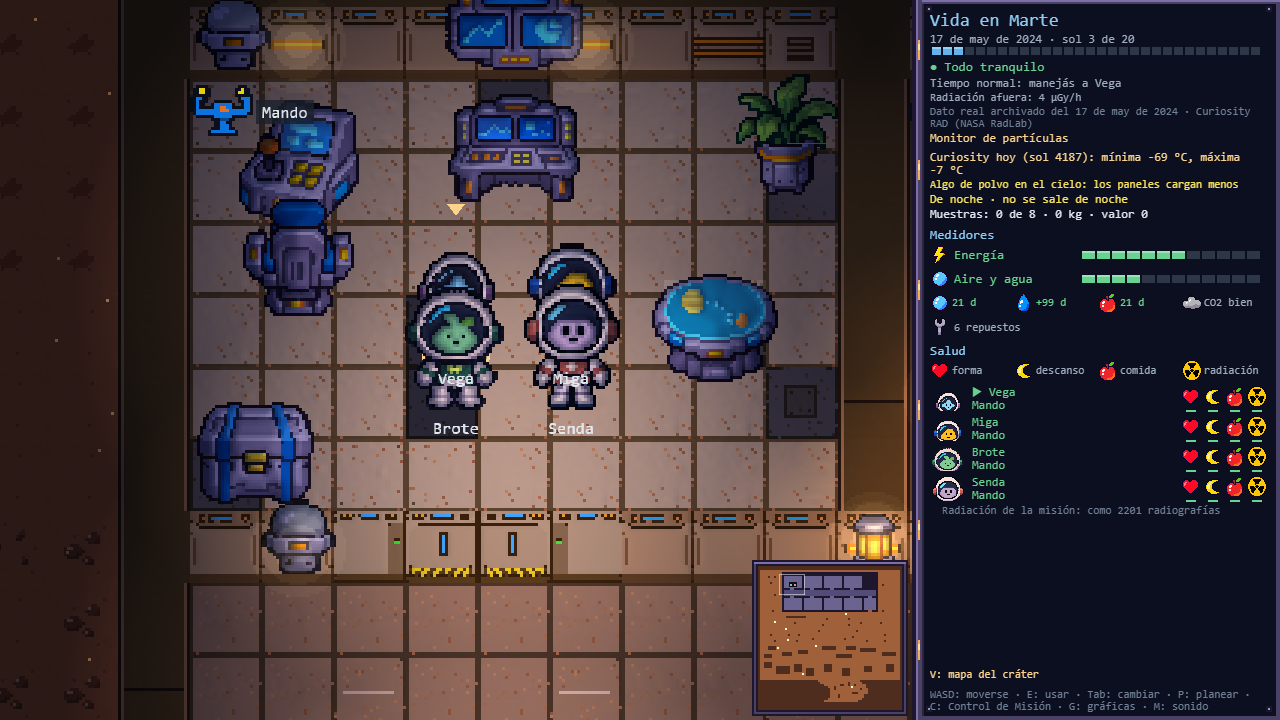 Mando
Vega
Miga
Brote
Senda
Vida en Marte
17 de may de 2024 · sol 3 de 20
● Todo tranquilo
Tiempo normal: manejás a Vega
Radiación afuera: 4 µGy/h
Dato real archivado del 17 de may de 2024 · Curiosity
RAD (NASA RadLab)
Monitor de partículas
Curiosity hoy (sol 4187): mínima -69 ºC, máxima
-7 ºC
Algo de polvo en el cielo: los paneles cargan menos
De noche · no se sale de noche
Muestras: 0 de 8 · 0 kg · valor 0
Medidores
Energía
Aire y agua
21 d +99 d 21 d CO2 bien
6 repuestos
Salud
forma descanso comida radiación
▶ Vega
Mando
Miga
Mando
Brote
Mando
Senda
Mando
Radiación de la misión: como 2201 radiografías
V: mapa del cráter
WASD: moverse · E: usar · Tab: cambiar · P: planear ·
C: Control de Misión · G: gráficas · M: sonido